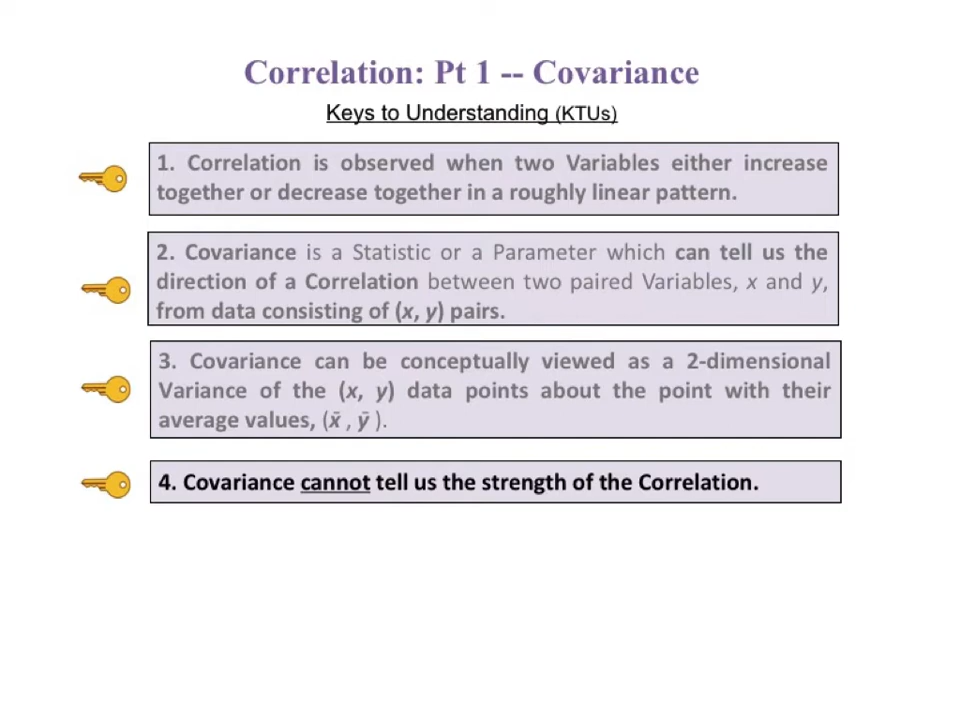 Correlation: Pt 1 -- Covariance
Keys to Understanding (KTUs)
1. Correlation is observed when two Variables either increase
together or decrease together in a roughly linear pattern.
2. Covariance is a Statistic or a Parameter which can tell us the
direction of a Correlation between two paired Variables, x and y,
from data consisting of (x, y) pairs.
3. Covariance can be conceptually viewed as a 2-dimensional
Variance of the (x, y) data points about the point with their
average values, (x̄ , ȳ ).
4. Covariance cannot tell us the strength of the Correlation.